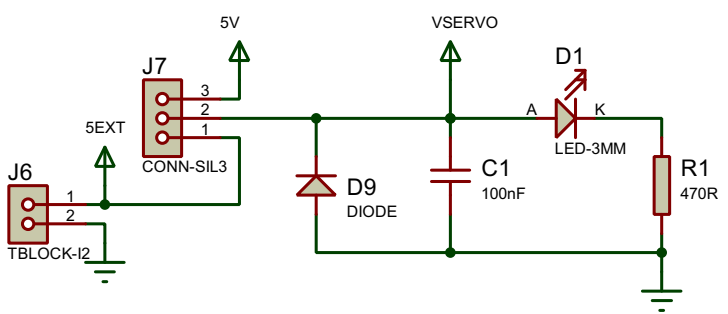 5V
VSERVO
J7
D1
3
2
1
A
K
5EXT
LED-3MM
CONN-SIL3
J6
C1
R1
1
2
D9
100nF
470R
DIODE
TBLOCK-I2